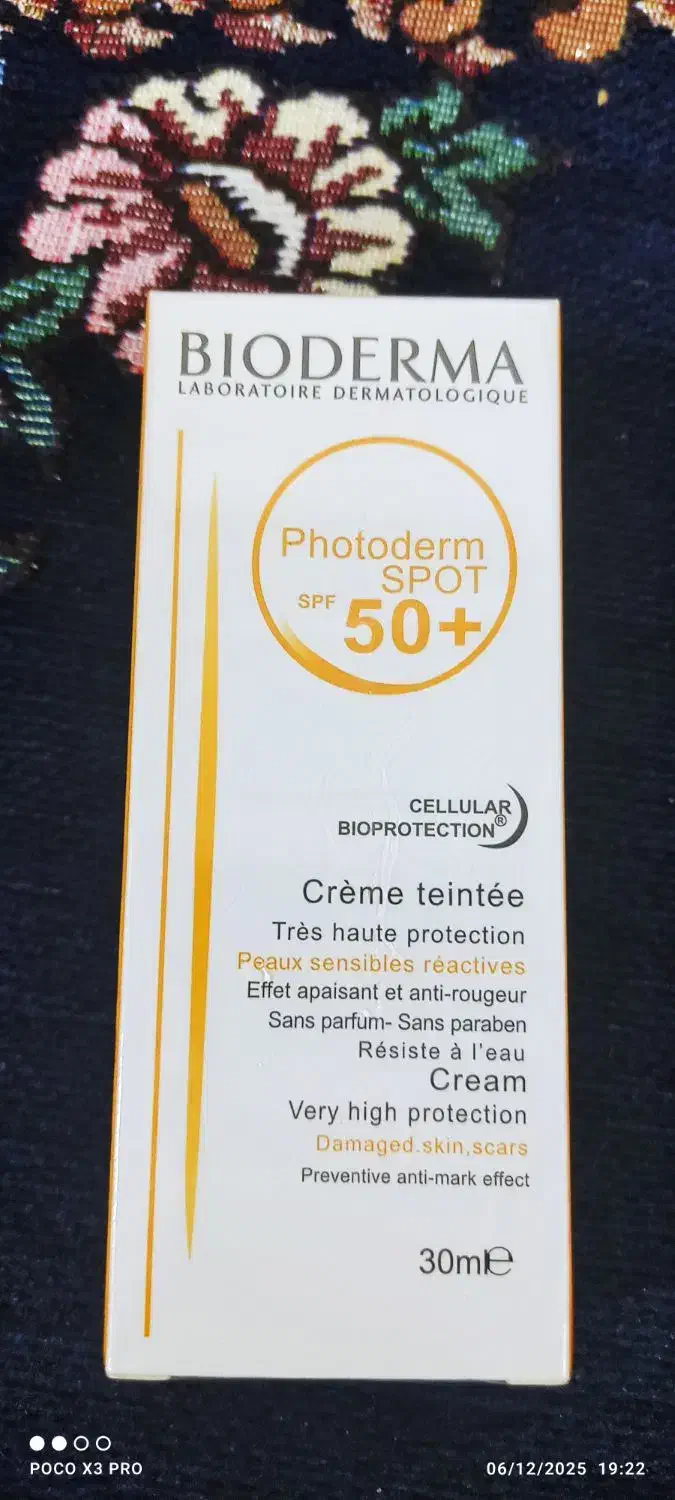 BIODERMA
LABORATOIRE DERMATOLOGIQUE
Photoderm
SPOT
SPF 50+
CELLULAR
BIOPROTECTION®
Crème teintée
Très haute protection
Peaux sensibles réactives
Effet apaisant et anti-rougeur
Sans parfum- Sans paraben
Résiste à l'eau
Cream
Very high protection
Damaged.skin,scars
Preventive anti-mark effect
30ml℮
POCO X3 PRO
06/12/2025 19:22